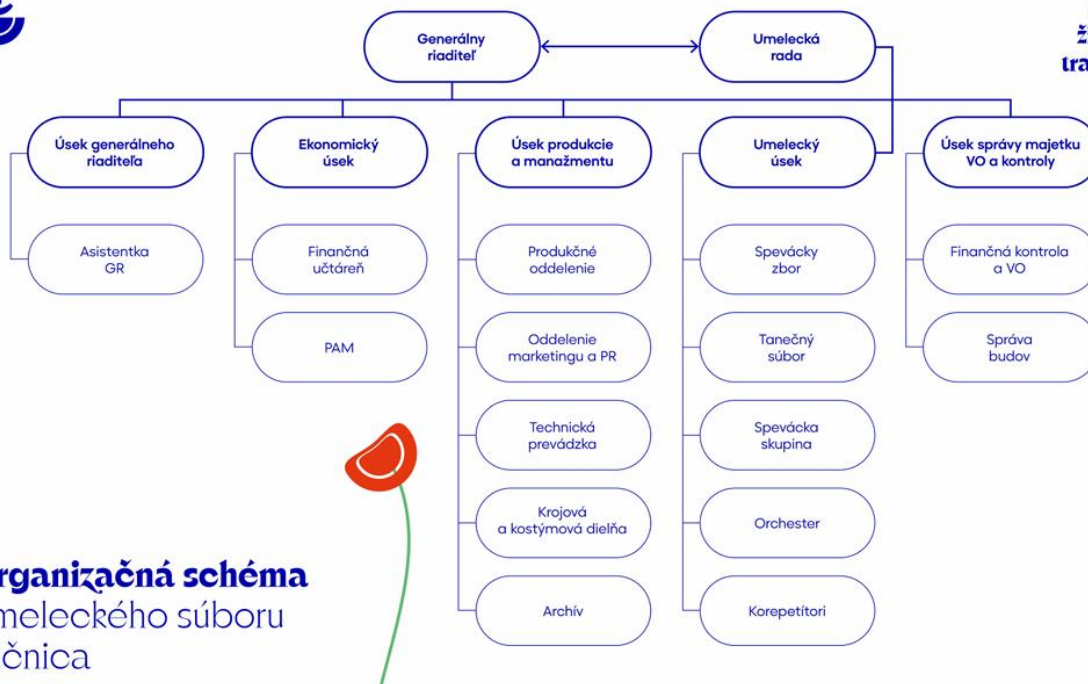 Generálny
riaditeľ
Umelecká
rada
Úsek generálneho
riaditeľa
Ekonomický
úsek
Úsek produkcie
a manažmentu
Umelecký
úsek
Úsek správy majetku
VO a kontroly
Asistentka
GR
Finančná
učtáreň
Produkčné
oddelenie
Spevácky
zbor
Finančná kontrola
a VO
PAM
Oddelenie
marketingu a PR
Tanečný
súbor
Správa
budov
Technická
prevádzka
Spevácka
skupina
Krojová
a kostýmová dielňa
Orchester
Archív
Korepetítori
rganizačná schéma
meleckého súboru
čnica